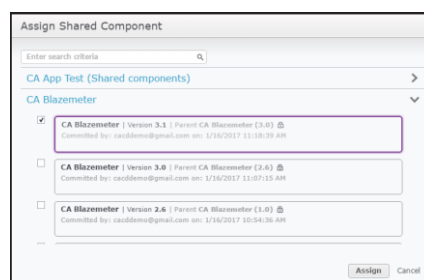 Assign Shared Component
Enter search criteria
CA App Test (Shared components)
CA Blazemeter
CA Blazemeter | Version 3.1 | Parent CA Blazemeter (3.0)
Committed by: cacddemo@gmail.com on: 1/16/2017 11:18:39 AM
CA Blazemeter | Version 3.0 | Parent CA Blazemeter (2.6)
Committed by: cacddemo@gmail.com on: 1/16/2017 11:07:15 AM
CA Blazemeter | Version 2.6 | Parent CA Blazemeter (1.0)
Committed by: cacddemo@gmail.com on: 1/16/2017 10:54:36 AM
Assign Cancel